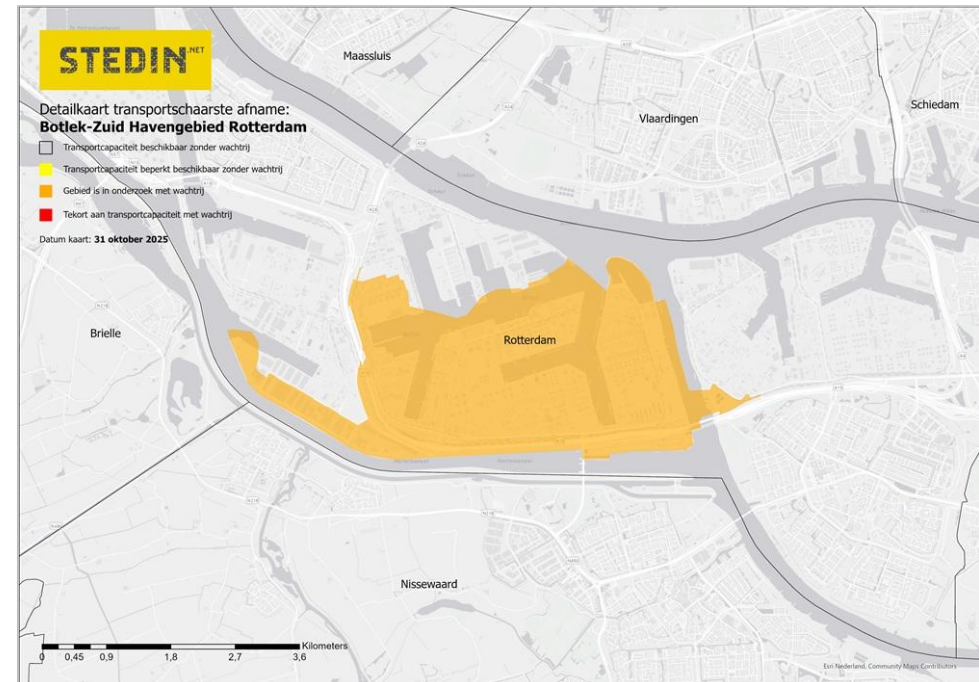 STEDIN.NET
Maassluis
Schiedam
Detailkaart transportschaarste afname:
Vlaardingen
Botlek-Zuid Havengebied Rotterdam
Transportcapaciteit beschikbaar zonder wachtrij
Transportcapaciteit beperkt beschikbaar zonder wachtrij
Gebied is in onderzoek met wachtrij
Tekort aan transportcapaciteit met wachtrij
Datum kaart: 31 oktober 2025
Brielle
Rotterdam
Nissewaard
Kilometers
0 0,45 0,9 1,8 2,7 3,6
Esri Nederland, Community Maps Contributors